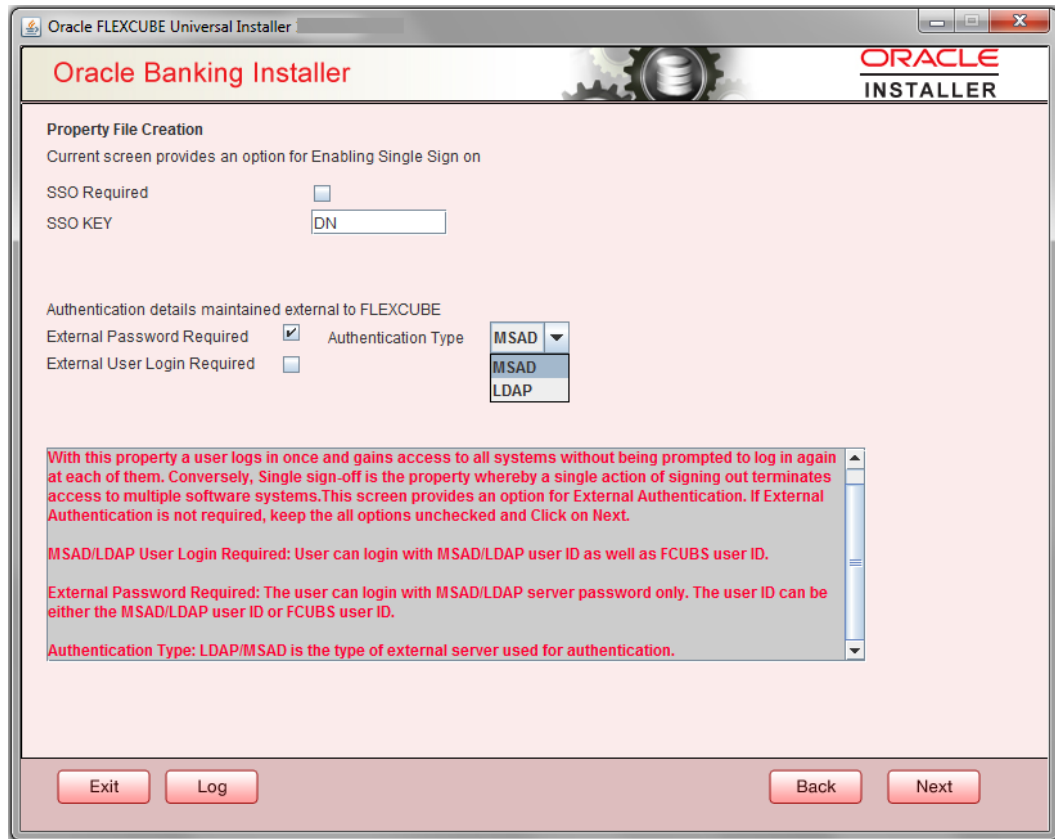 Oracle FLEXCUBE Universal Installer
Oracle Banking Installer
ORACLE
INSTALLER
Property File Creation
Current screen provides an option for Enabling Single Sign on
SSO Required
SSO KEY DN
Authentication details maintained external to FLEXCUBE
External Password Required Authentication Type MSAD
External User Login Required
MSAD
LDAP
With this property a user logs in once and gains access to all systems without being prompted to log in again
at each of them. Conversely, Single sign-off is the property whereby a single action of signing out terminates
access to multiple software systems.This screen provides an option for External Authentication. If External
Authentication is not required, keep the all options unchecked and Click on Next.
MSAD/LDAP User Login Required: User can login with MSAD/LDAP user ID as well as FCUBS user ID.
External Password Required: The user can login with MSAD/LDAP server password only. The user ID can be
either the MSAD/LDAP user ID or FCUBS user ID.
Authentication Type: LDAP/MSAD is the type of external server used for authentication.
Exit Log Back Next